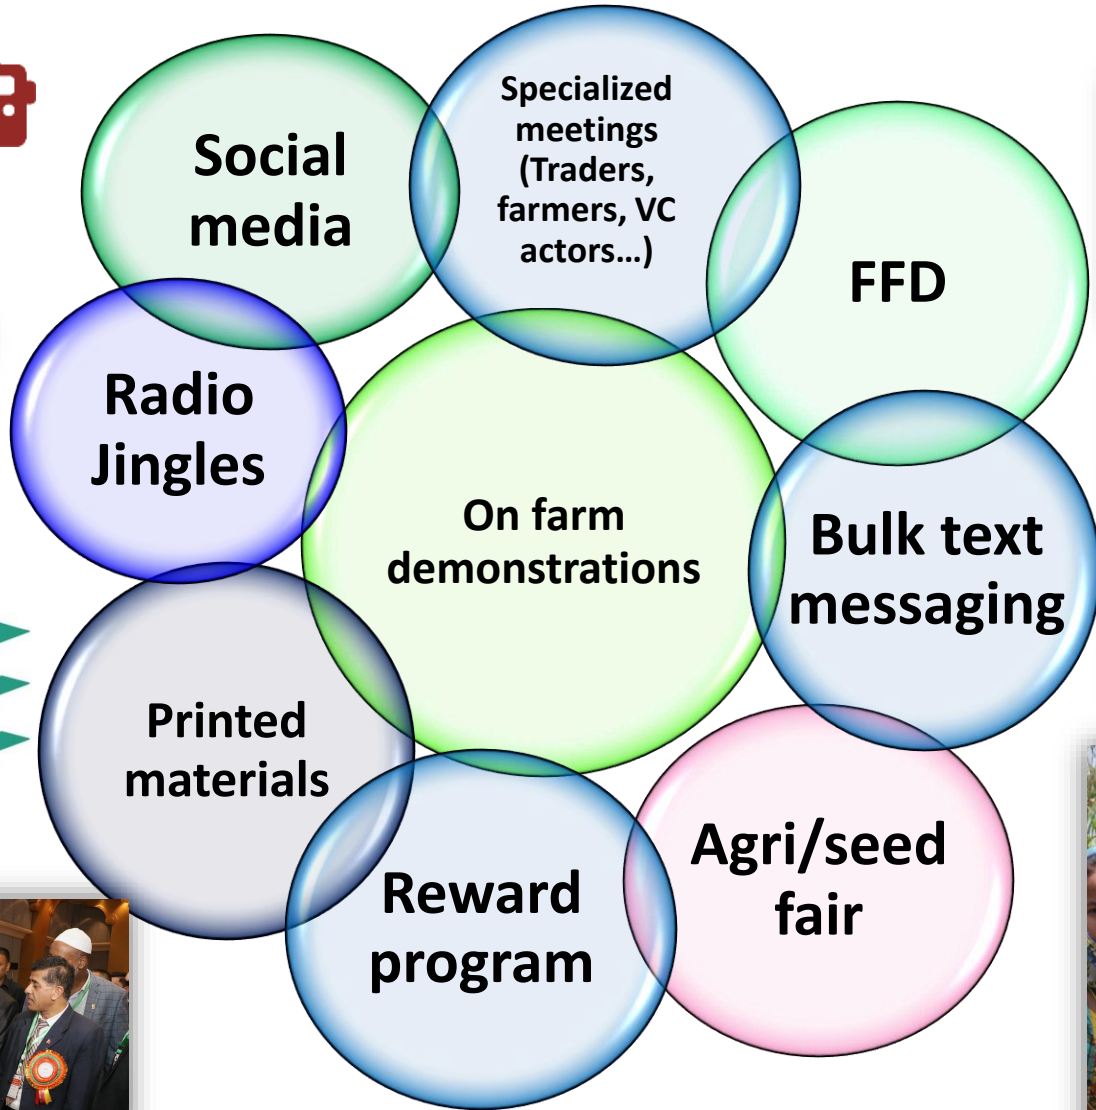 Social
media
Specialized
meetings
(Traders,
farmers, VC
actors...)
FFD
Radio
Jingles
On farm
demonstrations
Bulk text
messaging
Printed
materials
Reward
program
Agri/seed
fair